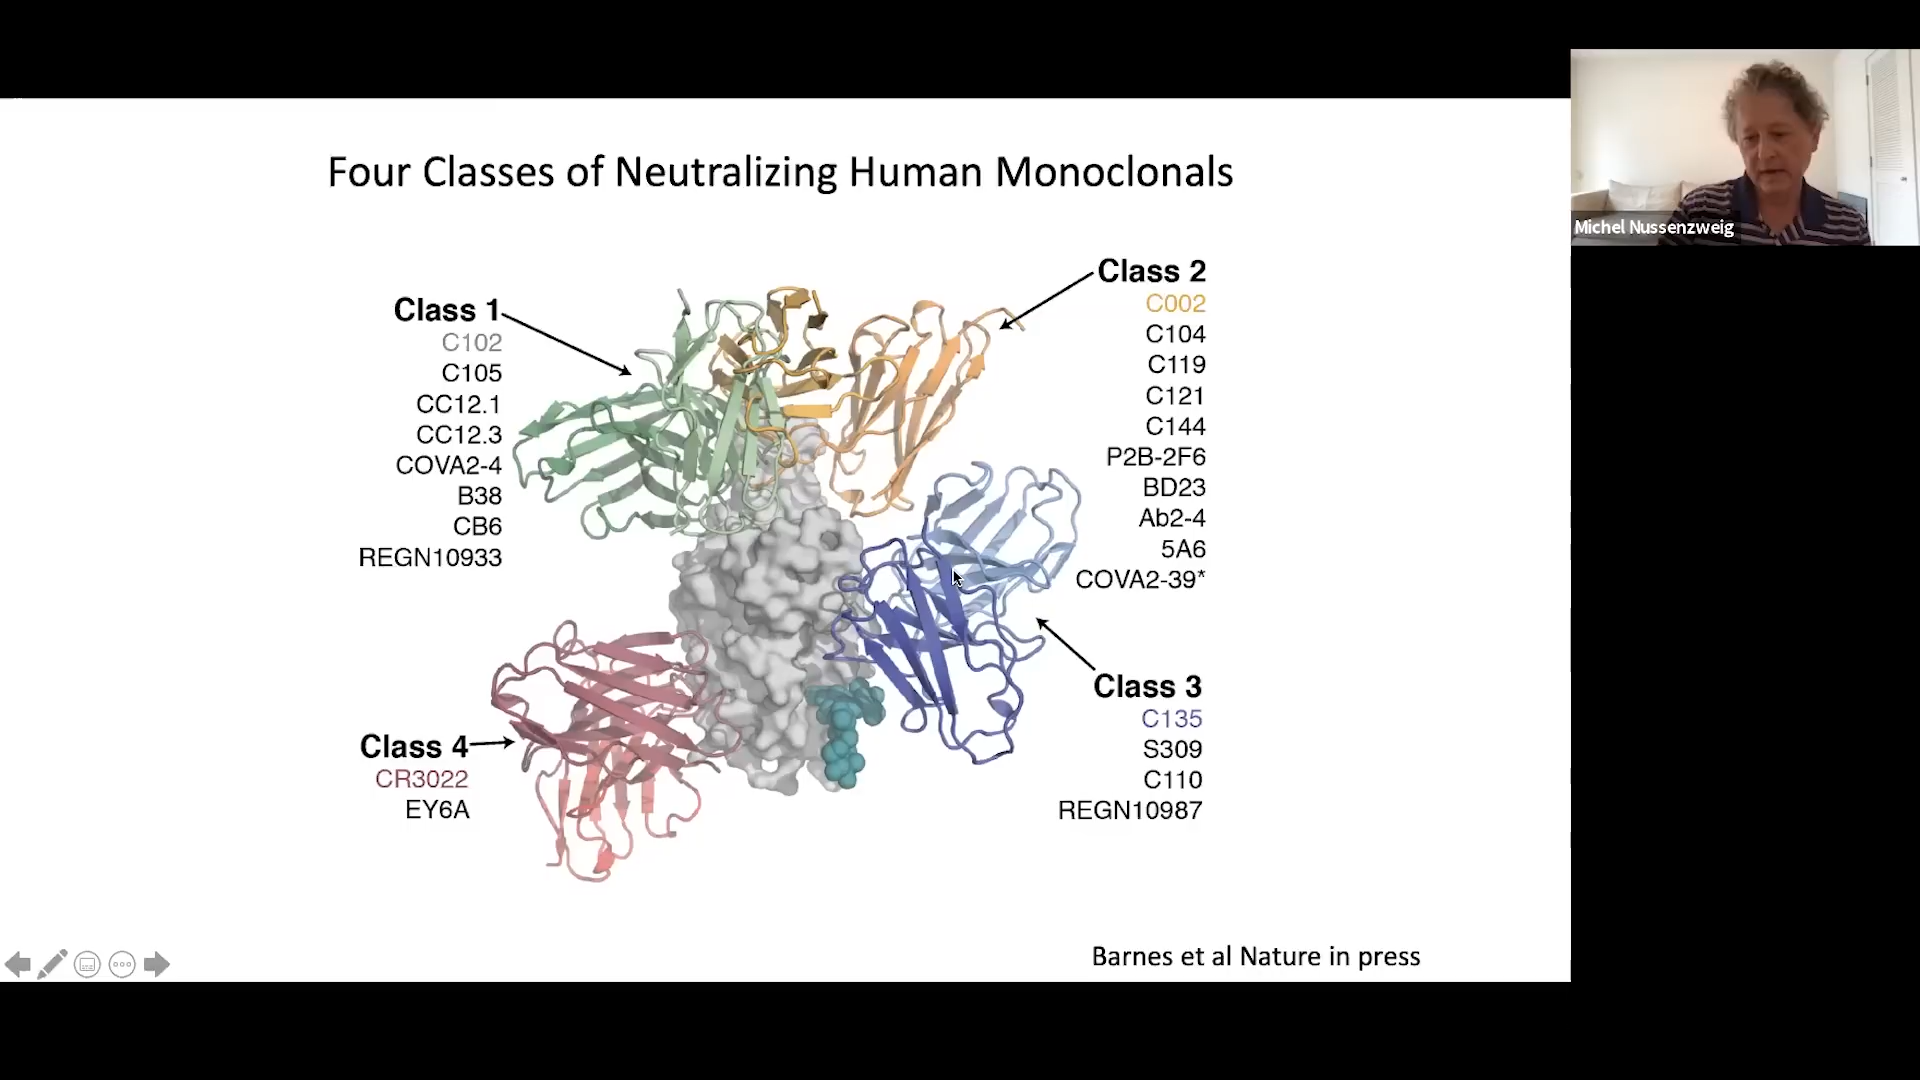 Four Classes of Neutralizing Human Monoclonals
Class 1
C102
C105
CC12.1
CC12.3
COVA2-4
B38
CB6
REGN10933
Class 2
C002
C104
C119
C121
C144
P2B-2F6
BD23
Ab2-4
5A6
COVA2-39*
Class 3
C135
S309
C110
REGN10987
Class 4
CR3022
EY6A
Barnes et al Nature in press
Michel Nussenzweig